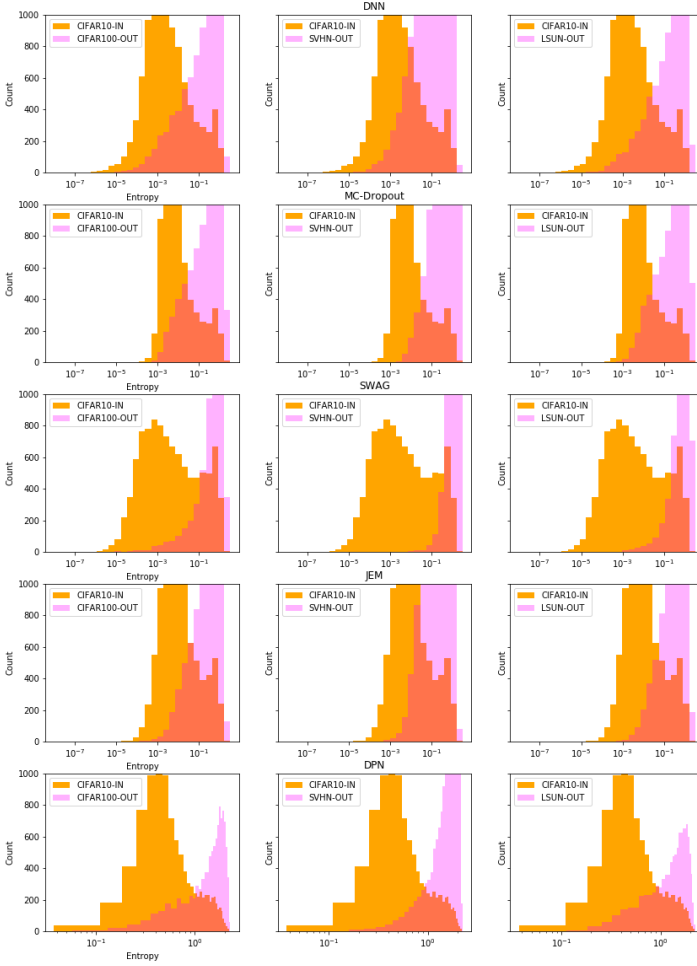 DNN
CIFAR10-IN
CIFAR100-OUT
CIFAR10-IN
SVHN-OUT
CIFAR10-IN
LSUN-OUT
Count
Count
Count
1000
800
600
400
200
0
10⁻⁷ 10⁻⁵ 10⁻³ 10⁻¹
10⁻⁷ 10⁻⁵ 10⁻³ 10⁻¹
10⁻⁷ 10⁻⁵ 10⁻³ 10⁻¹
Entropy
MC-Dropout
CIFAR10-IN
CIFAR100-OUT
CIFAR10-IN
SVHN-OUT
CIFAR10-IN
LSUN-OUT
Count
Count
Count
1000
800
600
400
200
0
10⁻⁷ 10⁻⁵ 10⁻³ 10⁻¹
10⁻⁷ 10⁻⁵ 10⁻³ 10⁻¹
10⁻⁷ 10⁻⁵ 10⁻³ 10⁻¹
Entropy
SWAG
CIFAR10-IN
CIFAR100-OUT
CIFAR10-IN
SVHN-OUT
CIFAR10-IN
LSUN-OUT
Count
Count
Count
1000
800
600
400
200
0
10⁻⁷ 10⁻⁵ 10⁻³ 10⁻¹
10⁻⁷ 10⁻⁵ 10⁻³ 10⁻¹
10⁻⁷ 10⁻⁵ 10⁻³ 10⁻¹
Entropy
JEM
CIFAR10-IN
CIFAR100-OUT
CIFAR10-IN
SVHN-OUT
CIFAR10-IN
LSUN-OUT
Count
Count
Count
1000
800
600
400
200
0
10⁻⁷ 10⁻⁵ 10⁻³ 10⁻¹
10⁻⁷ 10⁻⁵ 10⁻³ 10⁻¹
10⁻⁷ 10⁻⁵ 10⁻³ 10⁻¹
Entropy
DPN
CIFAR10-IN
CIFAR100-OUT
CIFAR10-IN
SVHN-OUT
CIFAR10-IN
LSUN-OUT
Count
Count
Count
1000
800
600
400
200
0
10⁻¹ 10⁰
10⁻¹ 10⁰
10⁻¹ 10⁰
Entropy